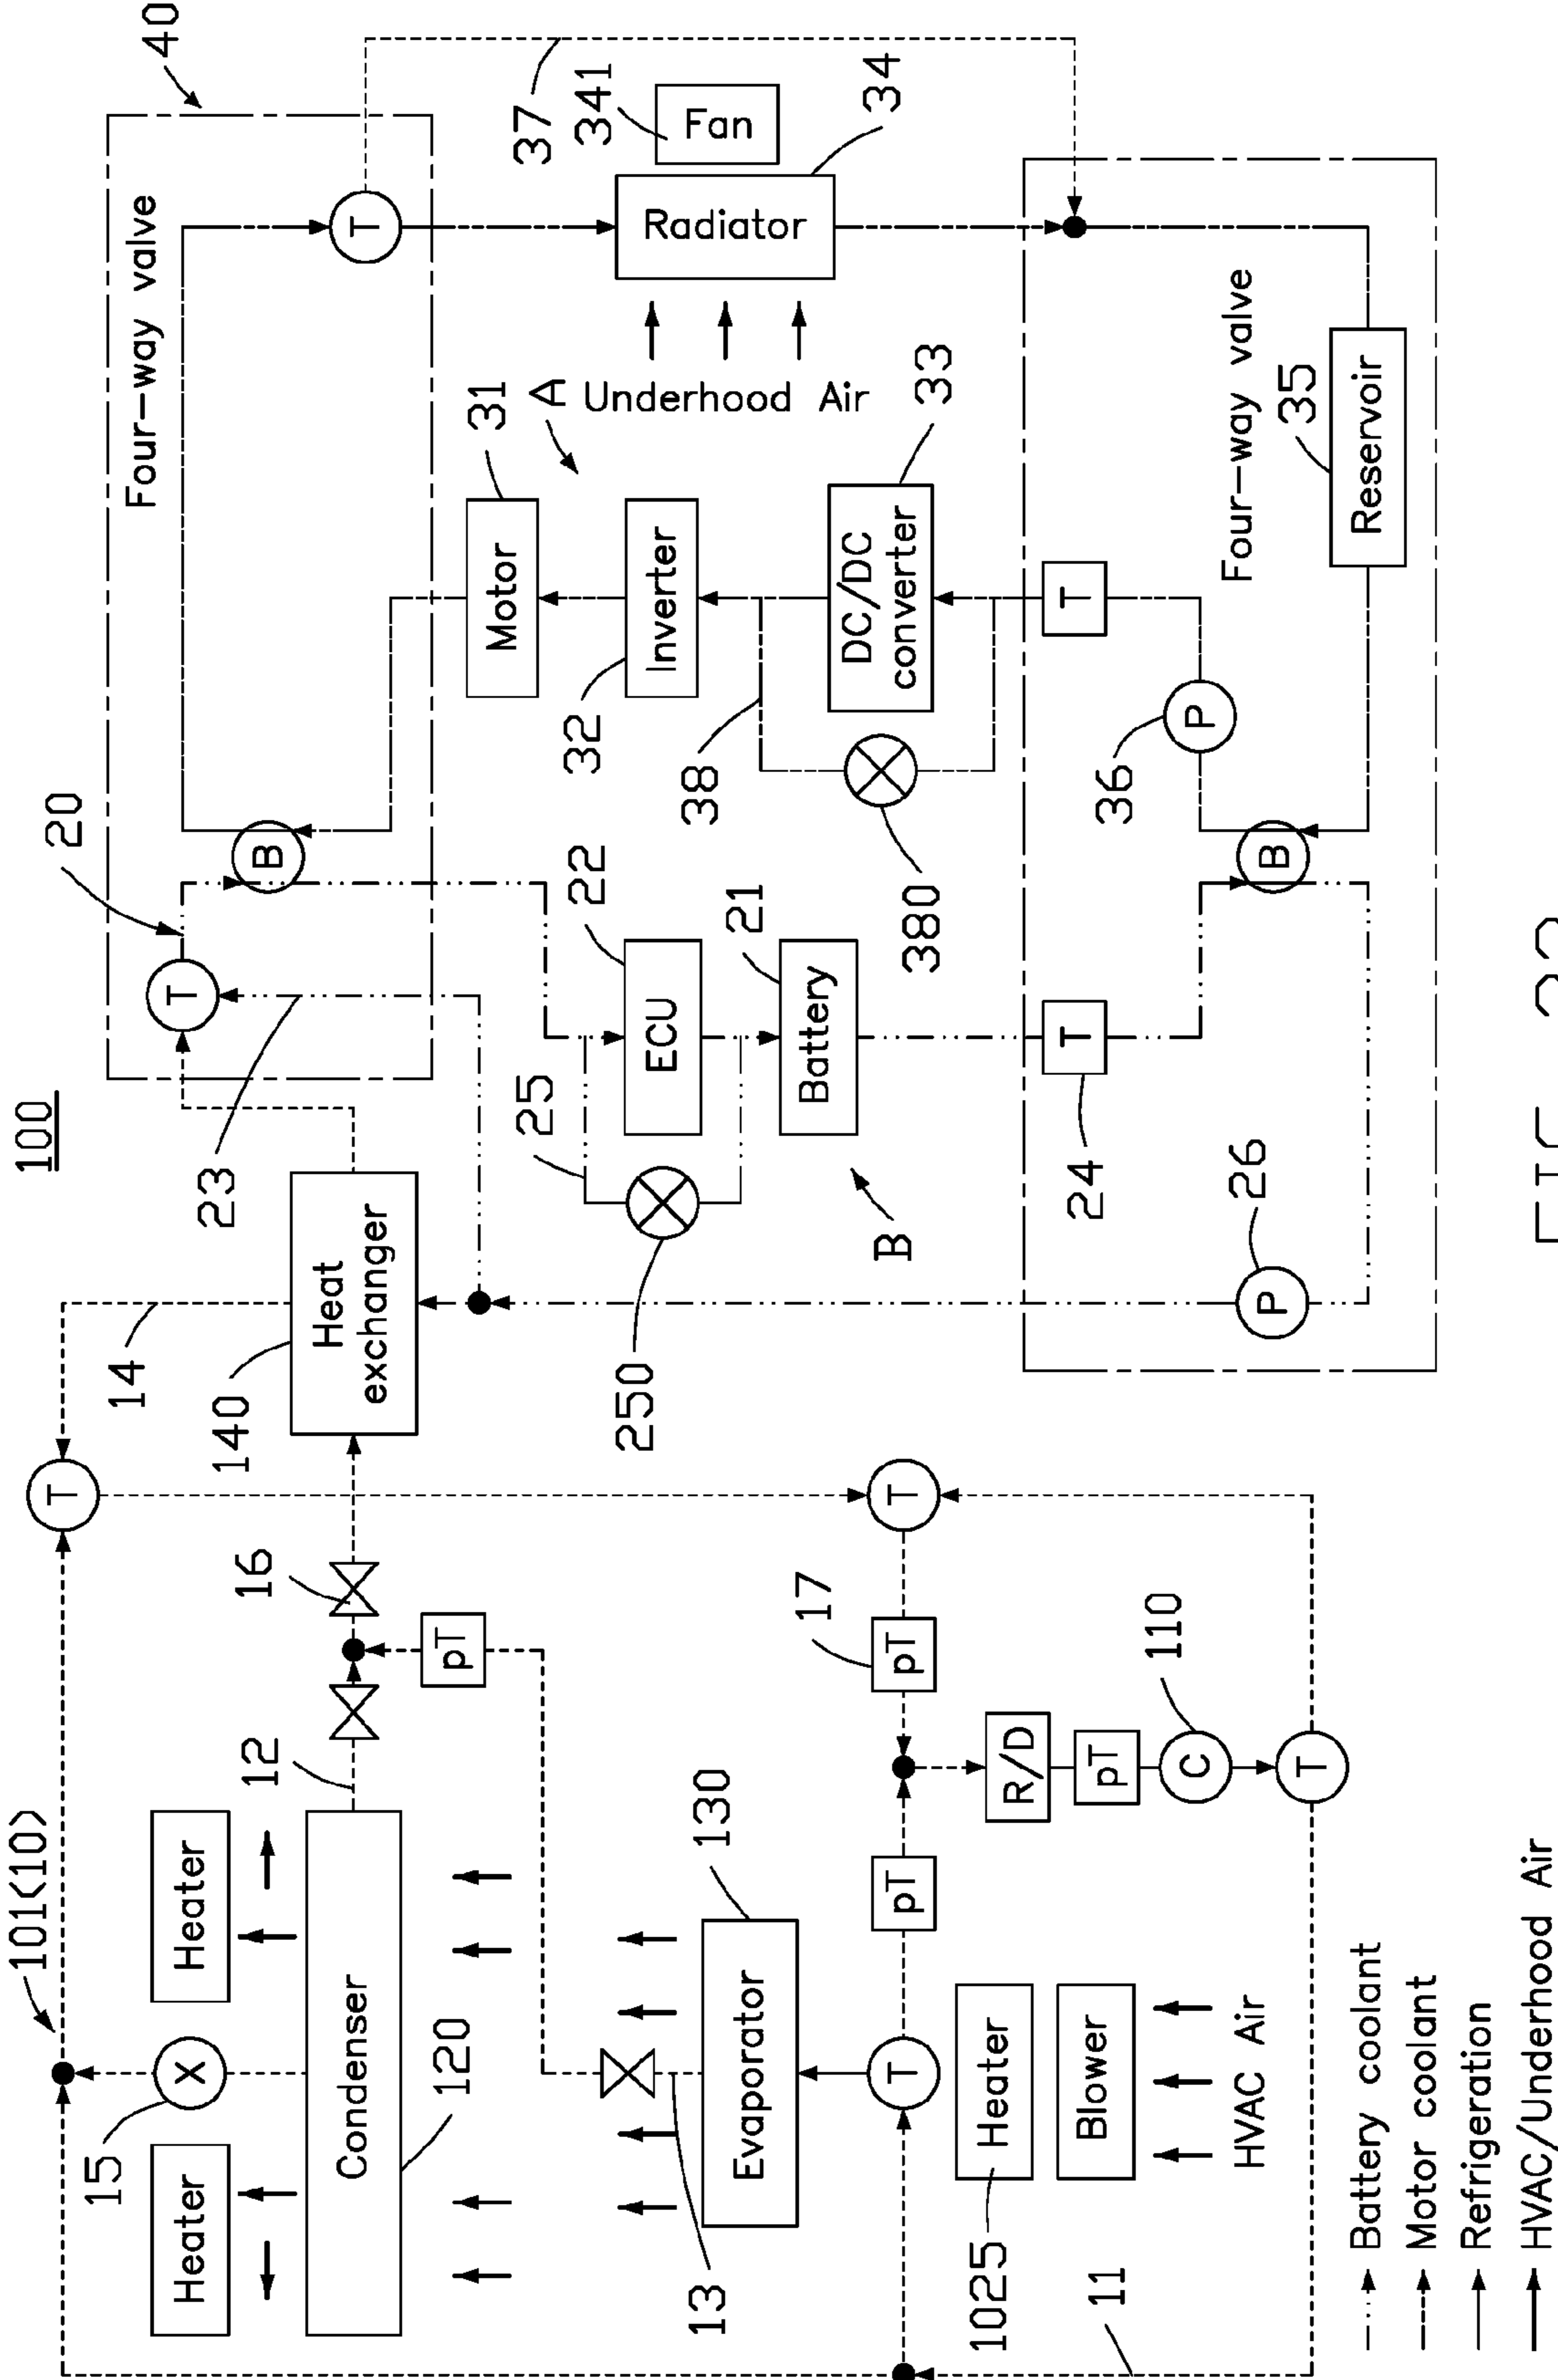 100
101(10)
20
40
Four—way valve
T
T
T
B
Heater
Heater
15
X
12
16
14
140
Heat
exchanger
23
Condenser
120
pT
37
341
Fan
34
Radiator
A
Underhood Air
31
Motor
32
Inverter
33
DC/DC
converter
38
380
22
ECU
25
21
Battery
250
B
13
130
Evaporator
T
pT
17
pT
T
R/D
pT
110
C
T
1025
Heater
Blower
HVAC Air
11
24
T
T
26
P
36
P
B
Four—way valve
35
Reservoir
Battery coolant
Motor coolant
Refrigeration
HVAC/Underhood Air